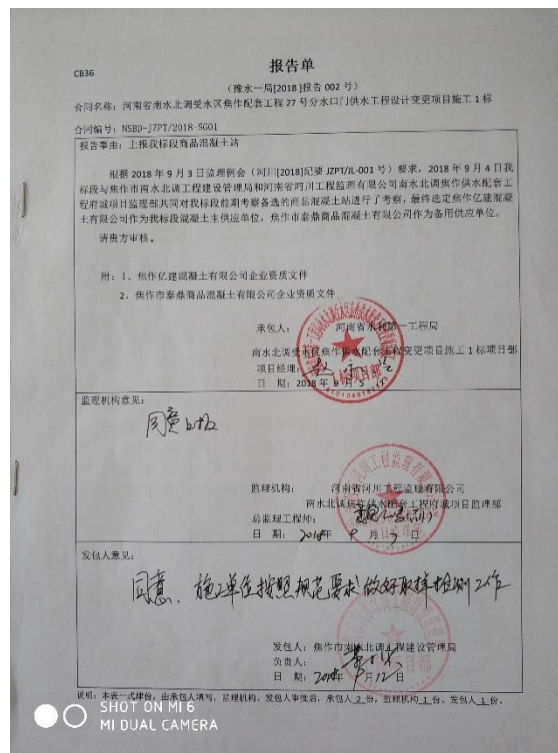 CB36
报告单
(豫水一局[2018]报告 002 号)
合同名称：河南省南水北调受水区焦作配套工程 27 号分水口门供水工程设计变更项目施工 1 标
合同编号：NSBD-JZPT/2018-SG01
报告事由：上报我标段商品混凝土站
根据 2018 年 9 月 3 日监理例会（河川[2018]纪要 JZPT/JL-001 号）要求，2018 年 9 月 4 日我
标段与焦作市南水北调工程建设管理局和河南省河川工程监理有限公司南水北调焦作供水配套工
程府城项目监理部共同对我标段前期考察备选的商品混凝土站进行了考察，最终选定焦作亿建混凝
土有限公司作为我标段混凝土主供应单位，焦作市泰鼎商品混凝土有限公司作为备用供应单位。
请贵方审核。
附：1、焦作亿建混凝土有限公司企业资质文件
2、焦作市泰鼎商品混凝土有限公司企业资质文件
承包人：河南省水利第一工程局
南水北调受水区焦作供水配套工程变更项目施工 1 标项目部
项目经理：
日 期：2018 年 9 月 5 日
监理机构意见：
同意上报
监理机构：河南省河川工程监理有限公司
南水北调焦作供水配套工程府城项目监理部
总监理工程师：
日 期：2018年 9 月 7 日
发包人意见：
同意、施工单位按照规范要求做好取样检测工作
发包人：焦作市南水北调工程建设管理局
负责人：
日 期：2018年 9月12日
说明：本表一式肆份，由承包人填写，监理机构、发包人审批后，承包人 2 份，监理机构 1 份、发包人 1 份。
SHOT ON MI 6
MI DUAL CAMERA